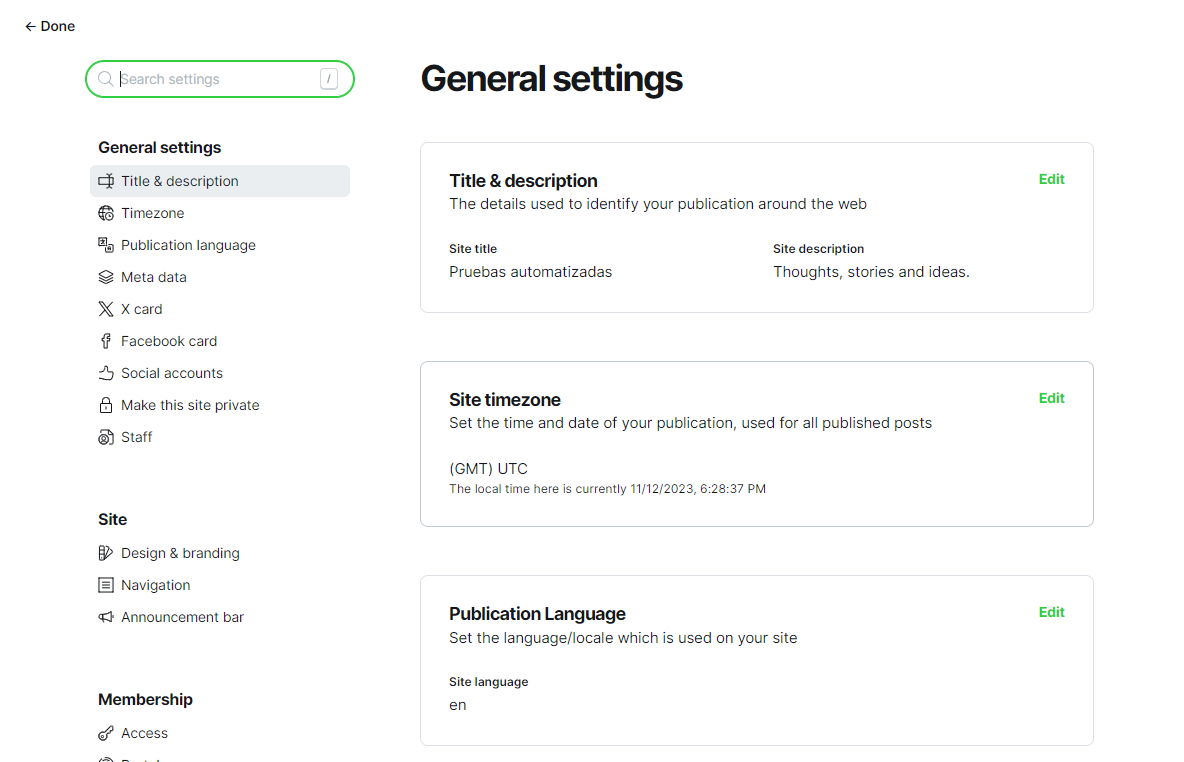 ← Done
Search settings /
General settings
Title & description
Timezone
Publication language
Meta data
X card
Facebook card
Social accounts
Make this site private
Staff
Site
Design & branding
Navigation
Announcement bar
Membership
Access
General settings
Title & description Edit
The details used to identify your publication around the web
Site title Site description
Pruebas automatizadas Thoughts, stories and ideas.
Site timezone Edit
Set the time and date of your publication, used for all published posts
(GMT) UTC
The local time here is currently 11/12/2023, 6:28:37 PM
Publication Language Edit
Set the language/locale which is used on your site
Site language
en